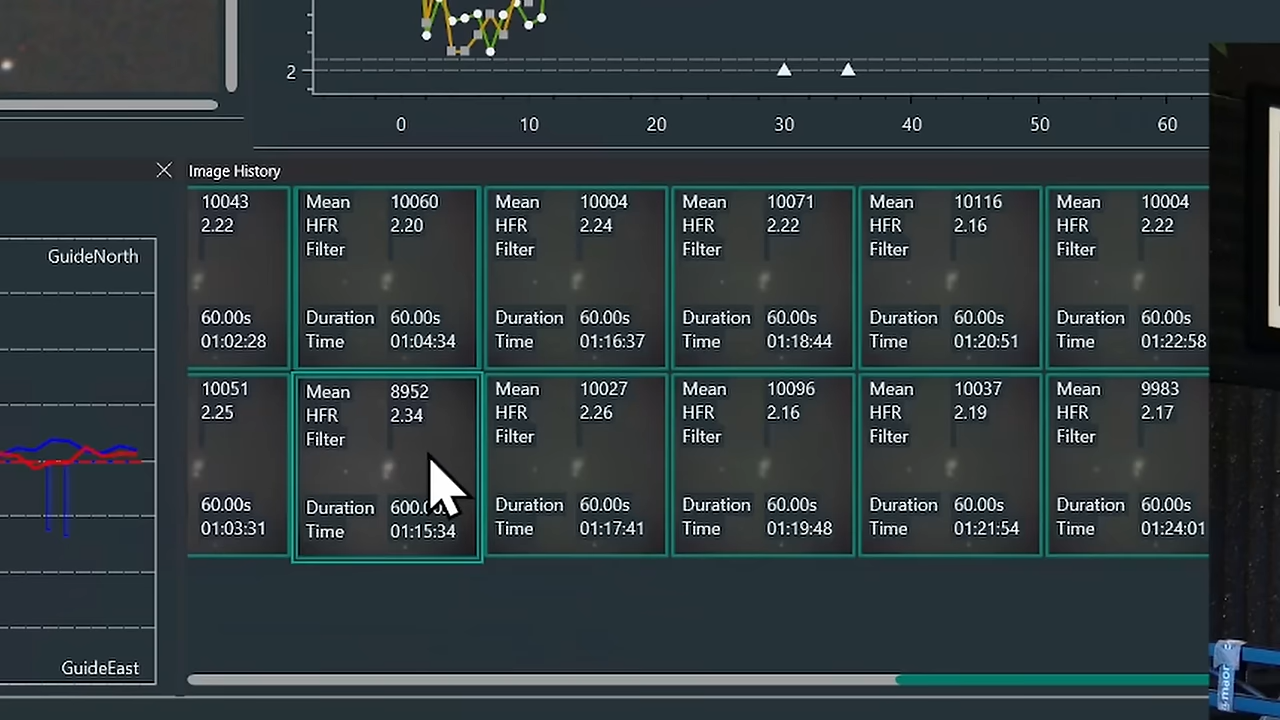 2
0 10 20 30 40 50 60
Image History
GuideNorth
GuideEast
10043
2.22
60.00s
01:02:28
Mean 10060
HFR 2.20
Filter
Duration 60.00s
Time 01:04:34
Mean 10004
HFR 2.24
Filter
Duration 60.00s
Time 01:16:37
Mean 10071
HFR 2.22
Filter
Duration 60.00s
Time 01:18:44
Mean 10116
HFR 2.16
Filter
Duration 60.00s
Time 01:20:51
Mean 10004
HFR 2.22
Filter
Duration 60.00s
Time 01:22:58
10051
2.25
60.00s
01:03:31
Mean 8952
HFR 2.34
Filter
Duration
Time 01:15:34
Mean 10027
HFR 2.26
Filter
Duration 60.00s
Time 01:17:41
Mean 10096
HFR 2.16
Filter
Duration 60.00s
Time 01:19:48
Mean 10037
HFR 2.19
Filter
Duration 60.00s
Time 01:21:54
Mean 9983
HFR 2.17
Filter
Duration 60.00s
Time 01:24:01